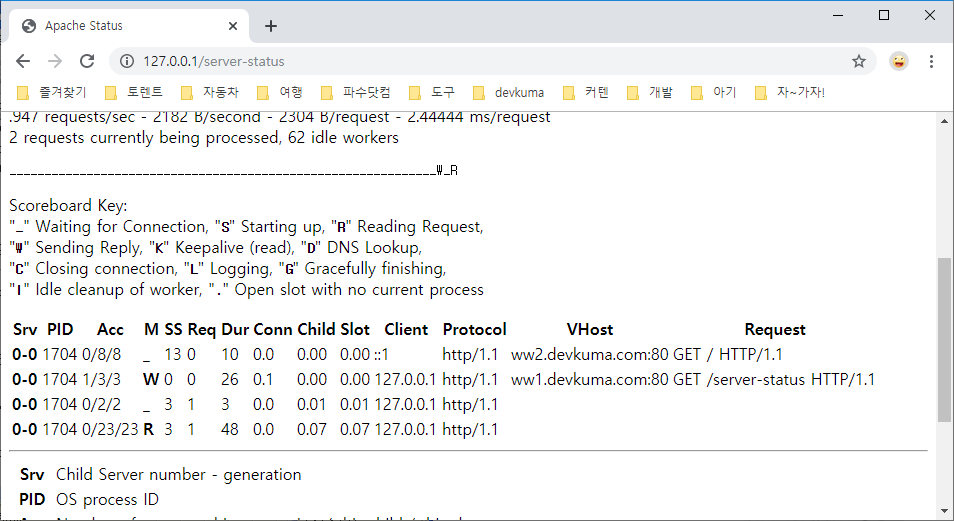 Apache Status
127.0.0.1/server-status
즐겨찾기 토렌트 자동차 여행 파수닷컴 도구 devkuma 커텐 개발 아기 자~가자!
.947 requests/sec - 2182 B/second - 2304 B/request - 2.44444 ms/request
2 requests currently being processed, 62 idle workers
_____________________________________________________________W_R
Scoreboard Key:
"_" Waiting for Connection, "S" Starting up, "R" Reading Request,
"W" Sending Reply, "K" Keepalive (read), "D" DNS Lookup,
"C" Closing connection, "L" Logging, "G" Gracefully finishing,
"I" Idle cleanup of worker, "." Open slot with no current process
Srv PID Acc M SS Req Dur Conn Child Slot Client Protocol VHost Request
0-0 1704 0/8/8 _ 13 0 10 0.0 0.00 0.00 ::1 http/1.1 ww2.devkuma.com:80 GET / HTTP/1.1
0-0 1704 1/3/3 W 0 0 26 0.1 0.00 0.00 127.0.0.1 http/1.1 ww1.devkuma.com:80 GET /server-status HTTP/1.1
0-0 1704 0/2/2 _ 3 1 3 0.0 0.01 0.01 127.0.0.1 http/1.1
0-0 1704 0/23/23 R 3 1 48 0.0 0.07 0.07 127.0.0.1 http/1.1
Srv Child Server number - generation
PID OS process ID